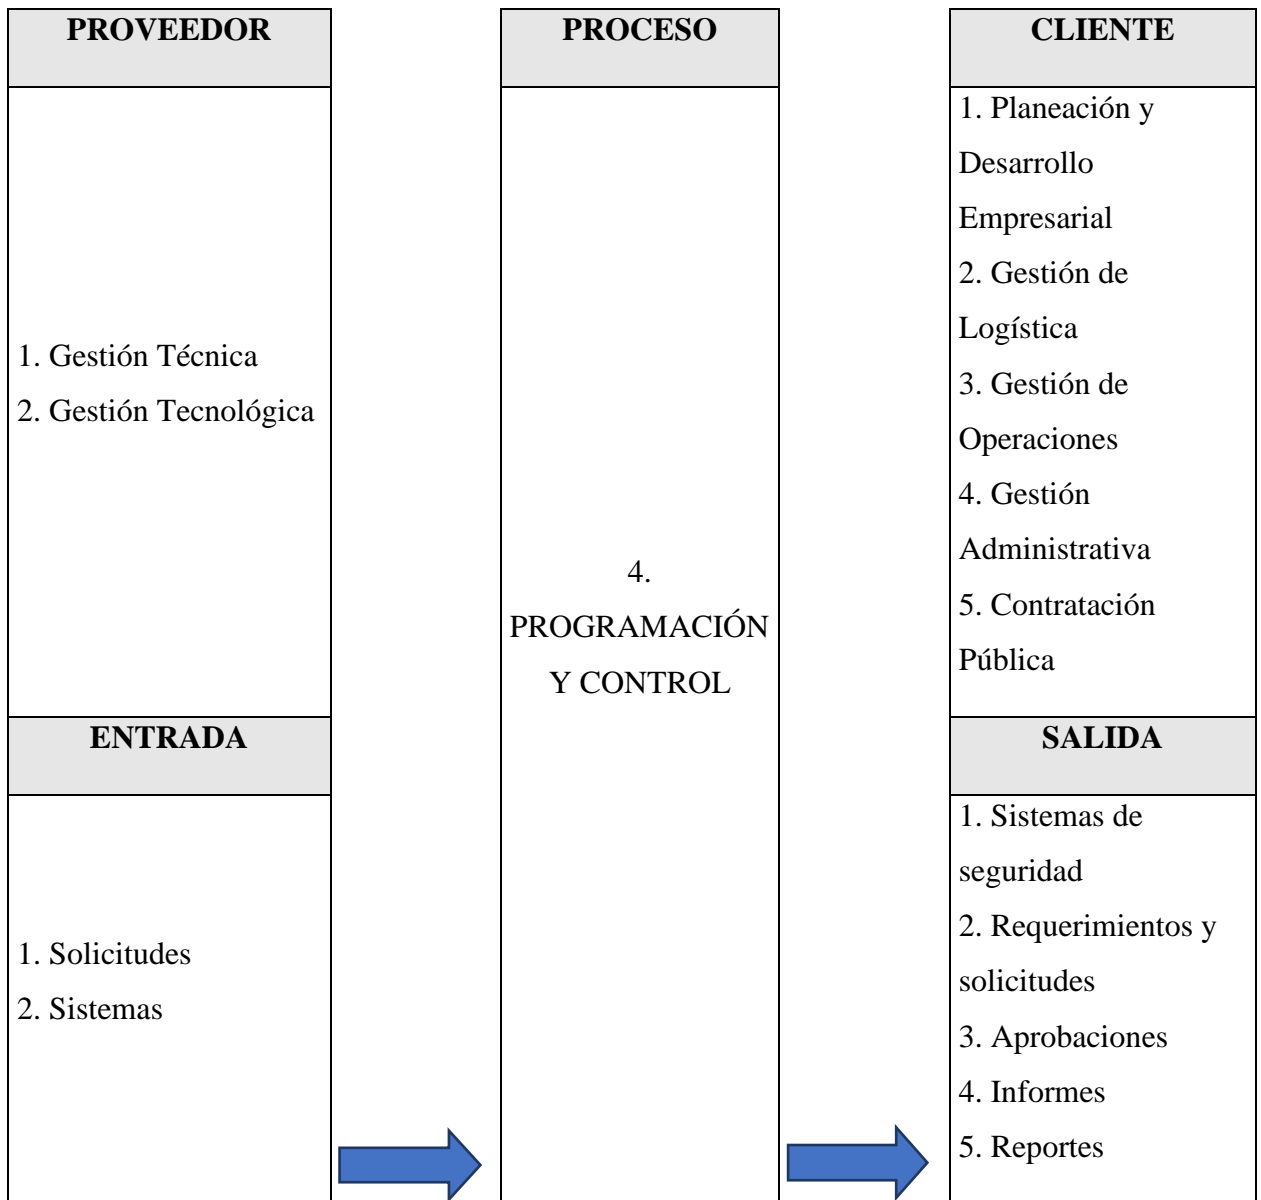 PROVEEDOR
1. Gestión Técnica
2. Gestión Tecnológica
ENTRADA
1. Solicitudes
2. Sistemas
PROCESO
4.
PROGRAMACIÓN
Y CONTROL
CLIENTE
1. Planeación y
Desarrollo
Empresarial
2. Gestión de
Logística
3. Gestión de
Operaciones
4. Gestión
Administrativa
5. Contratación
Pública
SALIDA
1. Sistemas de
seguridad
2. Requerimientos y
solicitudes
3. Aprobaciones
4. Informes
5. Reportes